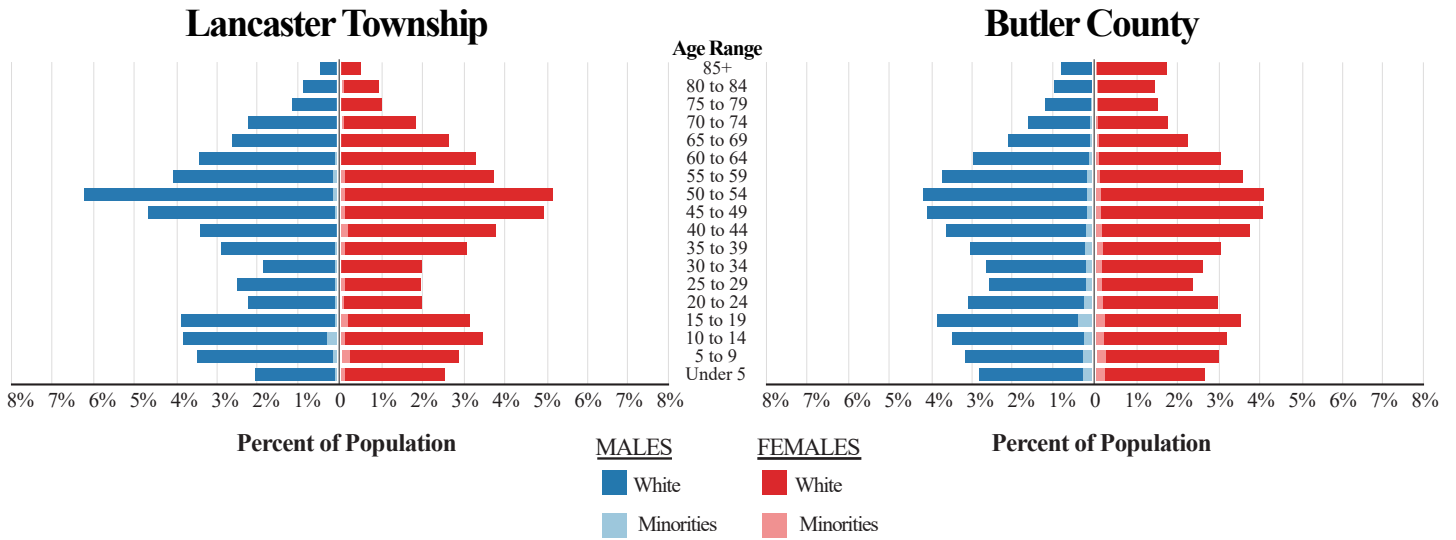 Lancaster Township
Butler County
Age Range
85+
80 to 84
75 to 79
70 to 74
65 to 69
60 to 64
55 to 59
50 to 54
45 to 49
40 to 44
35 to 39
30 to 34
25 to 29
20 to 24
15 to 19
10 to 14
5 to 9
Under 5
8% 7% 6% 5% 4% 3% 2% 1% 0 1% 2% 3% 4% 5% 6% 7% 8%
8% 7% 6% 5% 4% 3% 2% 1% 0 1% 2% 3% 4% 5% 6% 7% 8%
Percent of Population
Percent of Population
MALES
White
Minorities
FEMALES
White
Minorities